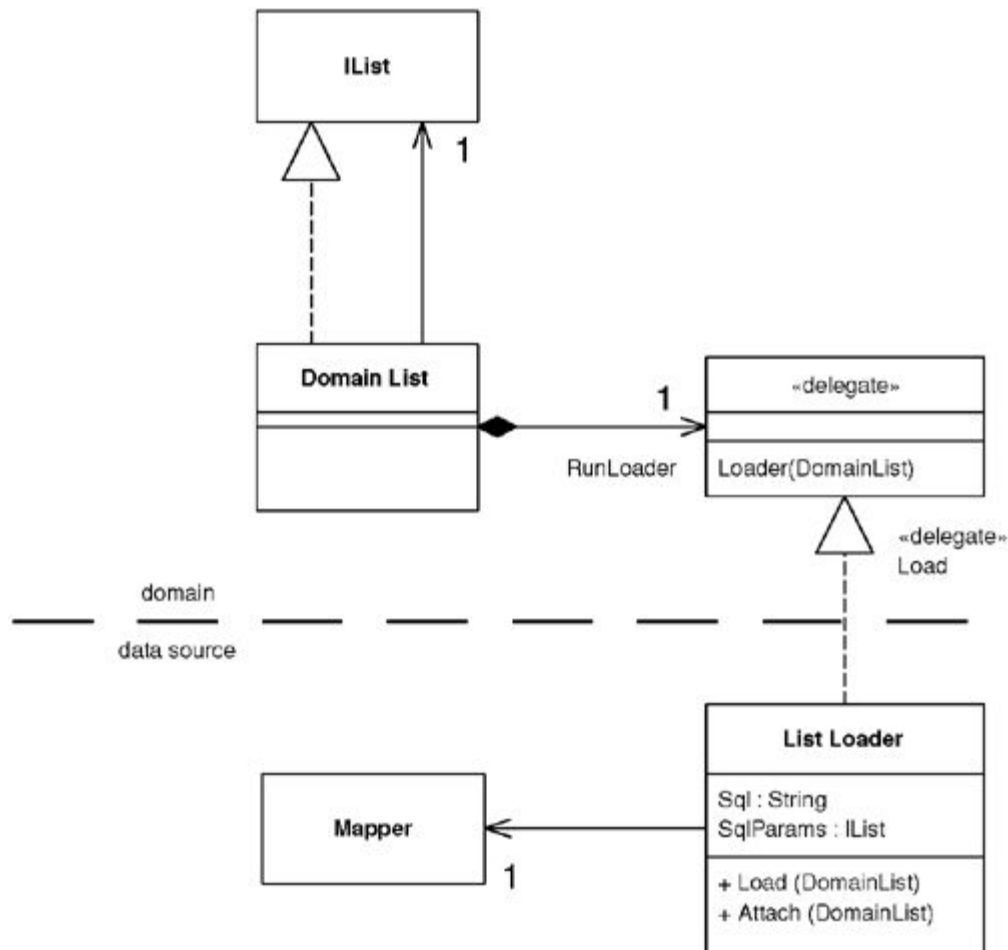 IList
1
Domain List
1
«delegate»
RunLoader
Loader(DomainList)
«delegate»
Load
domain
data source
List Loader
Sql : String
SqlParams : IList
Mapper
1
+ Load (DomainList)
+ Attach (DomainList)